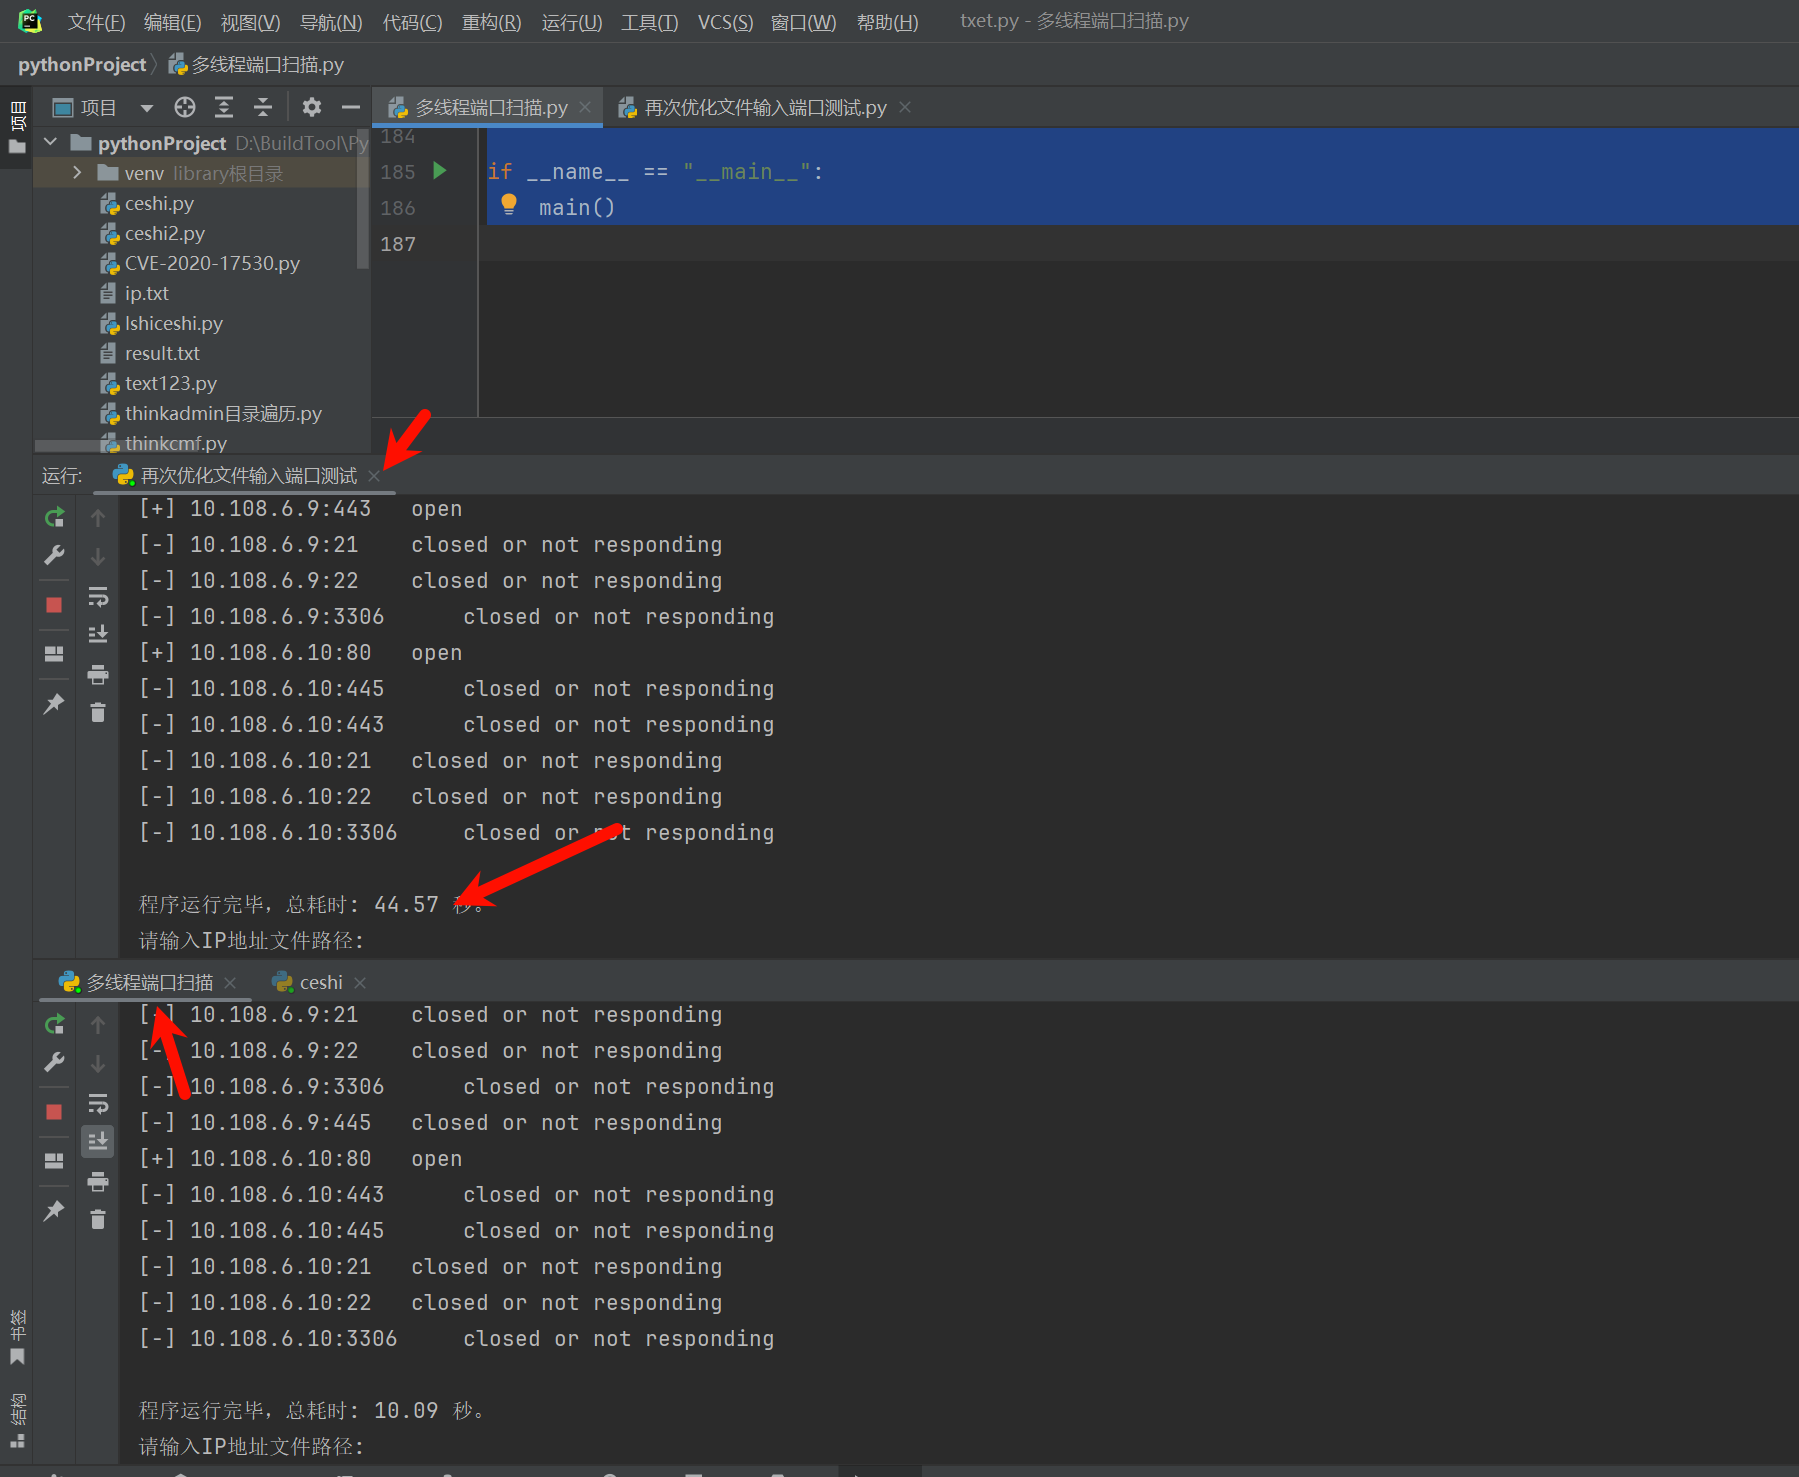 文件(F) 编辑(E) 视图(V) 导航(N) 代码(C) 重构(R) 运行(U) 工具(T) VCS(S) 窗口(W) 帮助(H) txet.py - 多线程端口扫描.py
pythonProject 多线程端口扫描.py
项目
项目
多线程端口扫描.py
再次优化文件输入端口测试.py
pythonProject D:\BuildTool\Py
venv library根目录
ceshi.py
ceshi2.py
CVE-2020-17530.py
ip.txt
lshiceshi.py
result.txt
text123.py
thinkadmin目录遍历.py
thinkcmf.py
184
185 if __name__ == "__main__":
186 main()
187
运行: 再次优化文件输入端口测试
[+] 10.108.6.9:443 open
[-] 10.108.6.9:21 closed or not responding
[-] 10.108.6.9:22 closed or not responding
[-] 10.108.6.9:3306 closed or not responding
[+] 10.108.6.10:80 open
[-] 10.108.6.10:445 closed or not responding
[-] 10.108.6.10:443 closed or not responding
[-] 10.108.6.10:21 closed or not responding
[-] 10.108.6.10:22 closed or not responding
[-] 10.108.6.10:3306 closed or not responding
程序运行完毕，总耗时: 44.57 秒。
请输入IP地址文件路径:
多线程端口扫描 ceshi
[-] 10.108.6.9:21 closed or not responding
[-] 10.108.6.9:22 closed or not responding
[-] 10.108.6.9:3306 closed or not responding
[-] 10.108.6.9:445 closed or not responding
[+] 10.108.6.10:80 open
[-] 10.108.6.10:443 closed or not responding
[-] 10.108.6.10:445 closed or not responding
[-] 10.108.6.10:21 closed or not responding
[-] 10.108.6.10:22 closed or not responding
[-] 10.108.6.10:3306 closed or not responding
程序运行完毕，总耗时: 10.09 秒。
请输入IP地址文件路径:
书签
结构